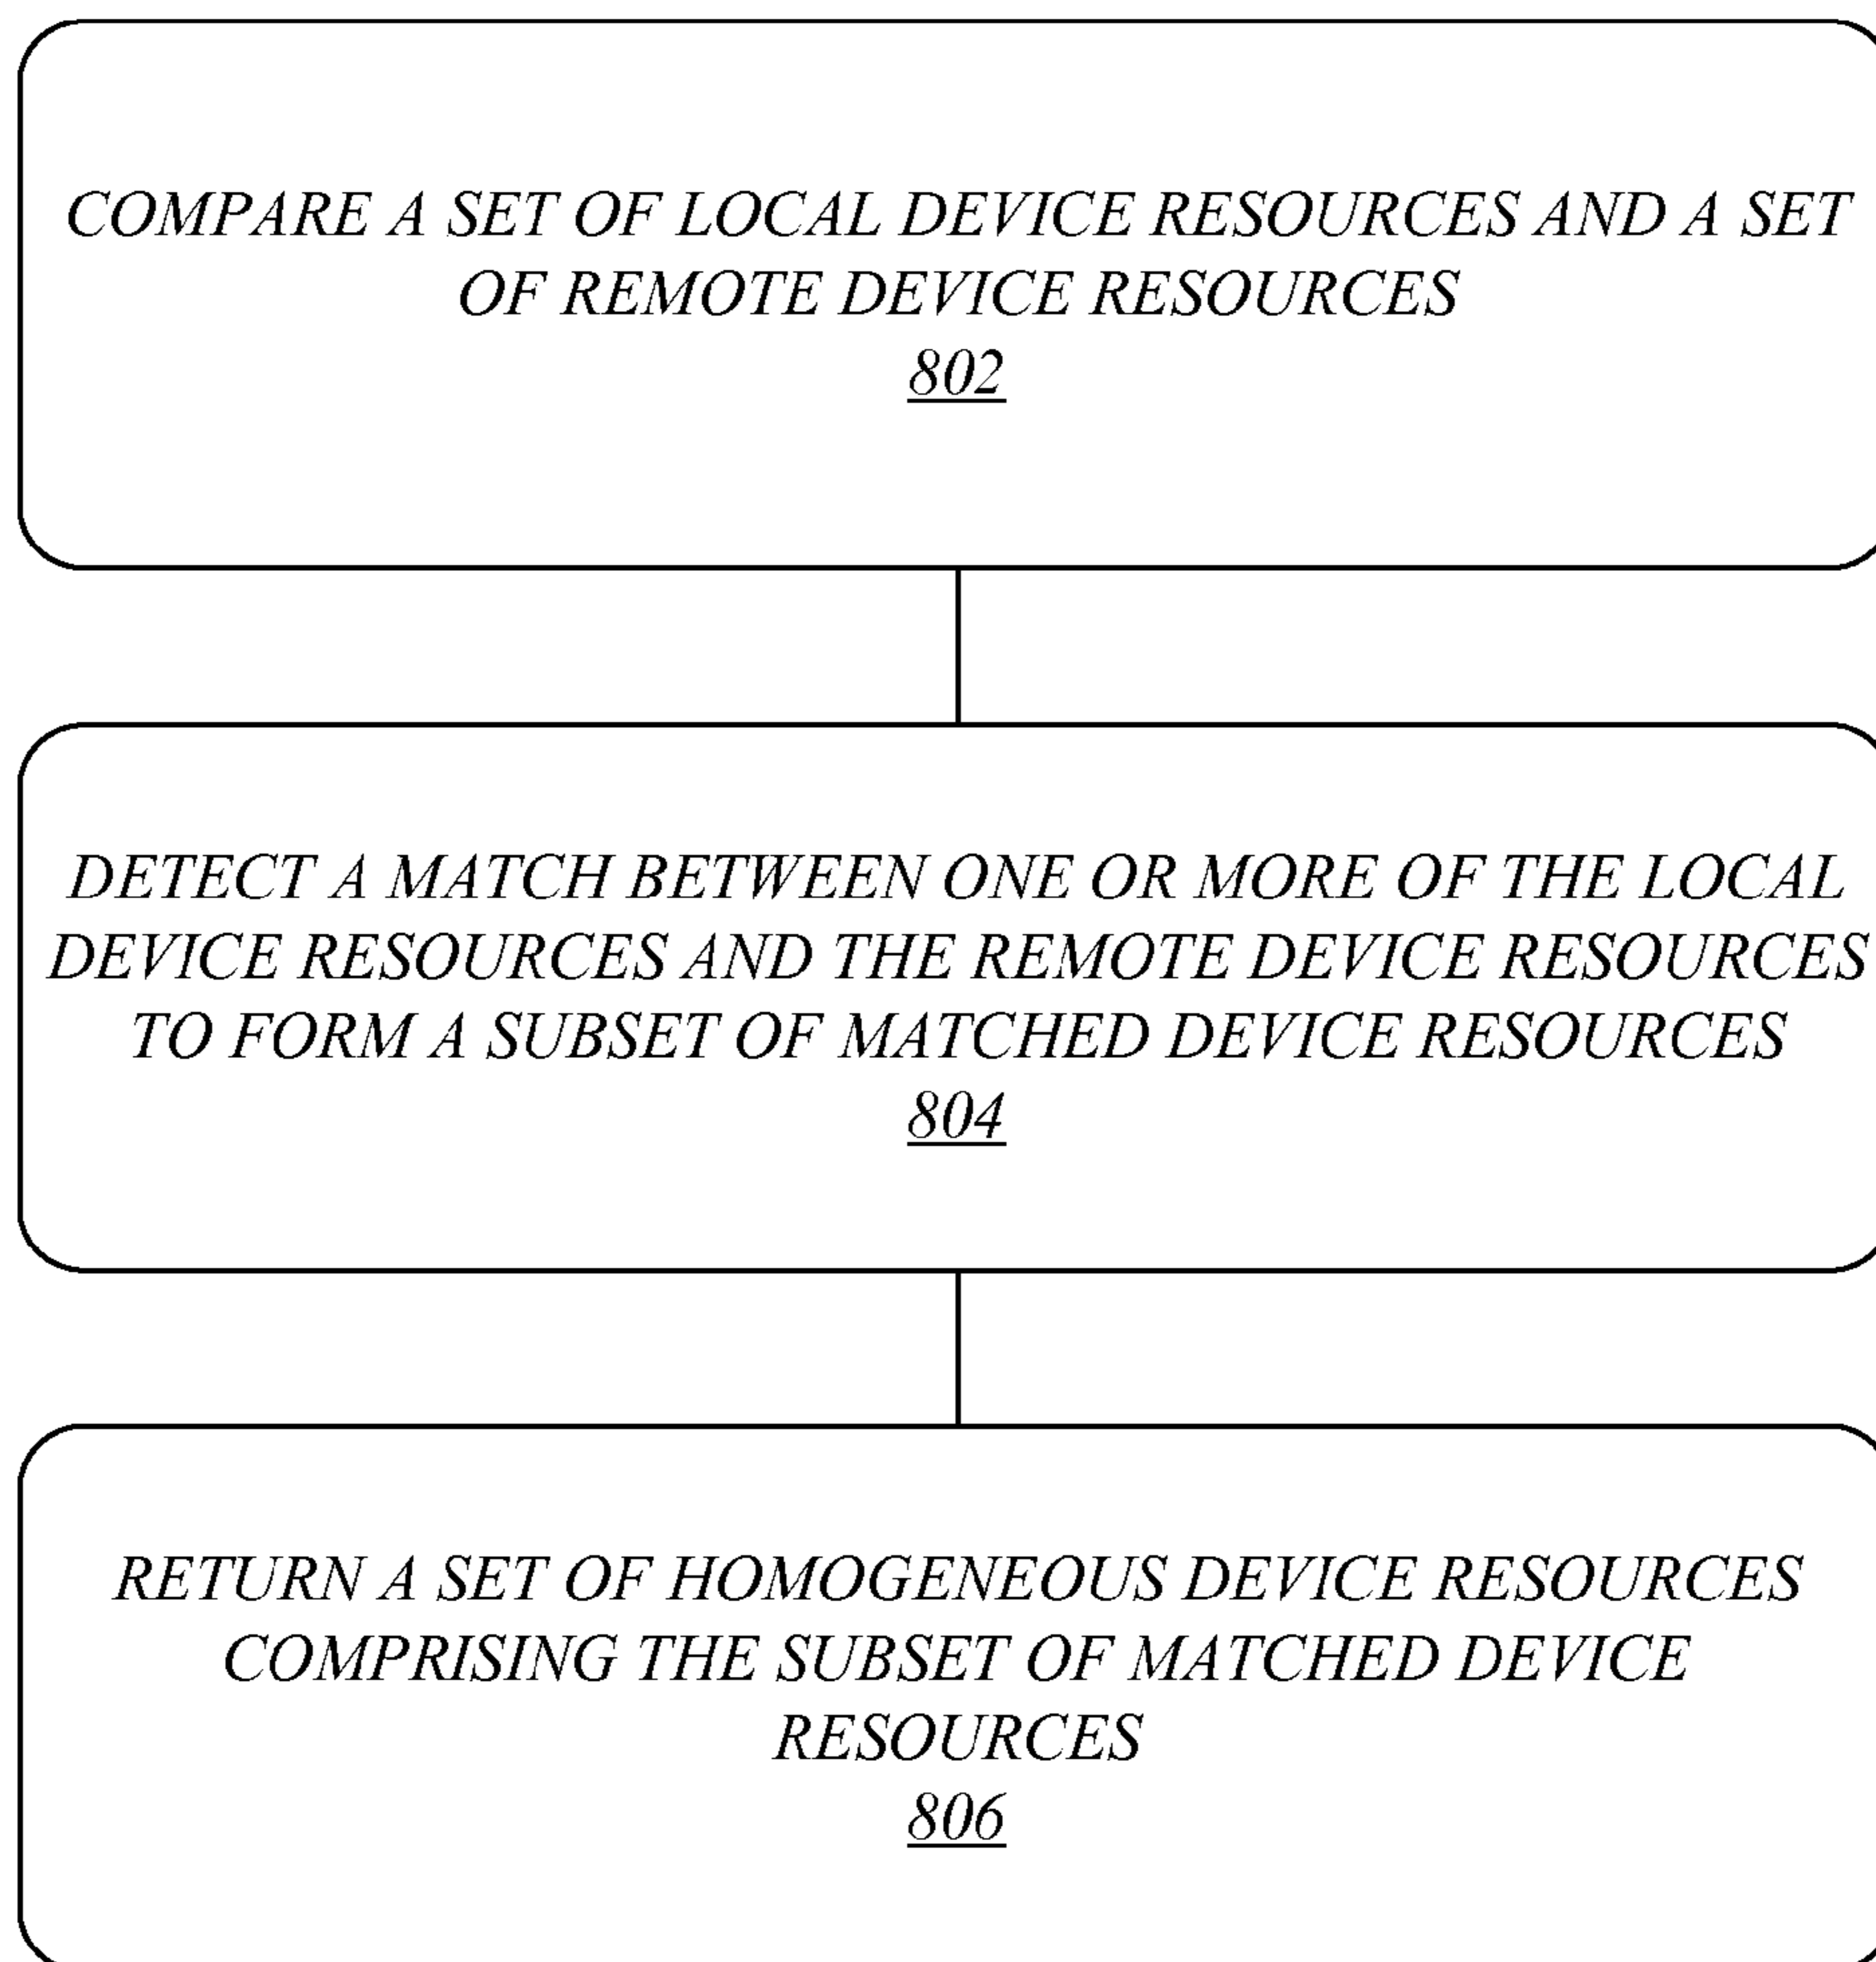 COMPARE A SET OF LOCAL DEVICE RESOURCES AND A SET
OF REMOTE DEVICE RESOURCES
802
DETECT A MATCH BETWEEN ONE OR MORE OF THE LOCAL
DEVICE RESOURCES AND THE REMOTE DEVICE RESOURCES
TO FORM A SUBSET OF MATCHED DEVICE RESOURCES
804
RETURN A SET OF HOMOGENEOUS DEVICE RESOURCES
COMPRISING THE SUBSET OF MATCHED DEVICE
RESOURCES
806